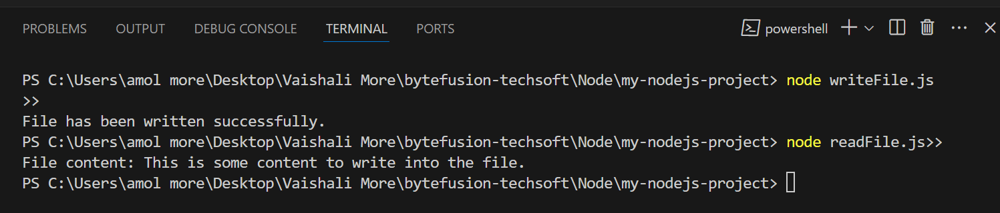 PROBLEMS OUTPUT DEBUG CONSOLE TERMINAL PORTS powershell
PS C:\Users\amol more\Desktop\Vaishali More\bytefusion-techsoft\Node\my-nodejs-project> node writeFile.js
>>
File has been written successfully.
PS C:\Users\amol more\Desktop\Vaishali More\bytefusion-techsoft\Node\my-nodejs-project> node readFile.js>>
File content: This is some content to write into the file.
PS C:\Users\amol more\Desktop\Vaishali More\bytefusion-techsoft\Node\my-nodejs-project>